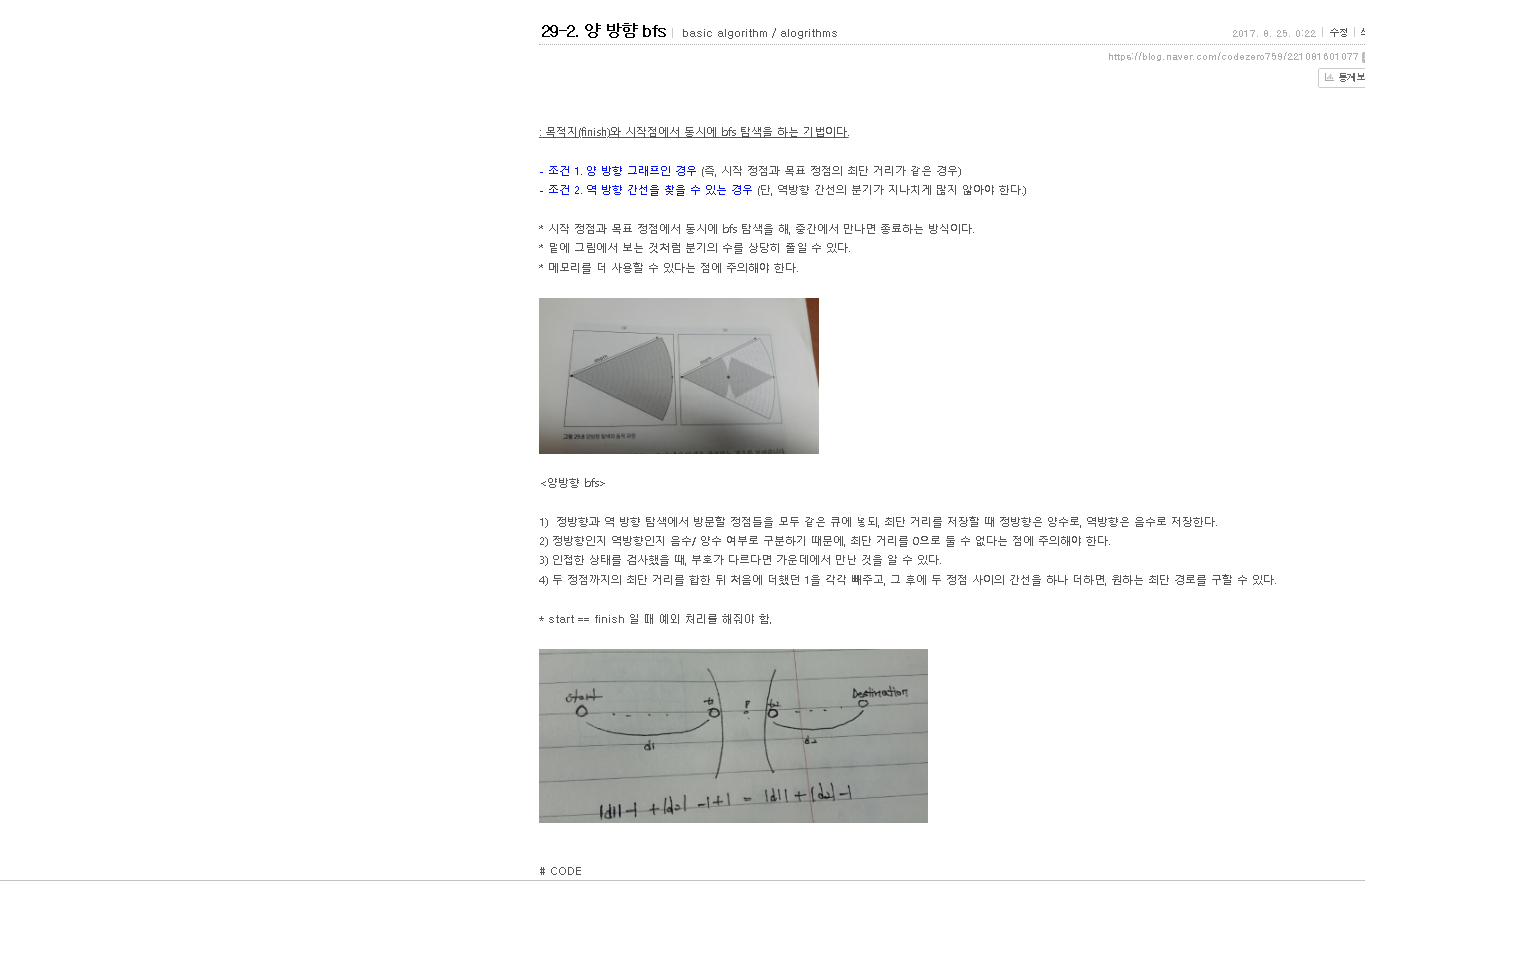 29-2. 양 방향 bfs | basic algorithm / alogrithms
2017. 8. 25. 0:22 | 수정 |
https://blog.naver.com/codezero759/221081601077
통계보
: 목적지(finish)와 시작점에서 동시에 bfs 탐색을 하는 기법이다.
- 조건 1. 양 방향 그래프인 경우 (즉, 시작 정점과 목표 정점의 최단 거리가 같은 경우)
- 조건 2. 역 방향 간선을 찾을 수 있는 경우 (단, 역방향 간선의 분기가 지나치게 많지 않아야 한다.)
* 시작 정점과 목표 정점에서 동시에 bfs 탐색을 해, 중간에서 만나면 종료하는 방식이다.
* 밑에 그림에서 보는 것처럼 분기의 수를 상당히 줄일 수 있다.
* 메모리를 더 사용할 수 있다는 점에 주의해야 한다.
<양방향 bfs>
1) 정방향과 역 방향 탐색에서 방문할 정점들을 모두 같은 큐에 넣되, 최단 거리를 저장할 때 정방향은 양수로, 역방향은 음수로 저장한다.
2) 정방향인지 역방향인지 음수/ 양수 여부로 구분하기 때문에, 최단 거리를 0으로 둘 수 없다는 점에 주의해야 한다.
3) 인접한 상태를 검사했을 때, 부호가 다르다면 가운데에서 만난 것을 알 수 있다.
4) 두 정점까지의 최단 거리를 합한 뒤 처음에 더했던 1을 각각 빼주고, 그 후에 두 정점 사이의 간선을 하나 더하면, 원하는 최단 경로를 구할 수 있다.
* start == finish 일 때 예외 처리를 해줘야 함.
Start P Destination
d1 d2
|d1|-1 + |d2| -1+1 = |d1| + |d2| -1
# CODE